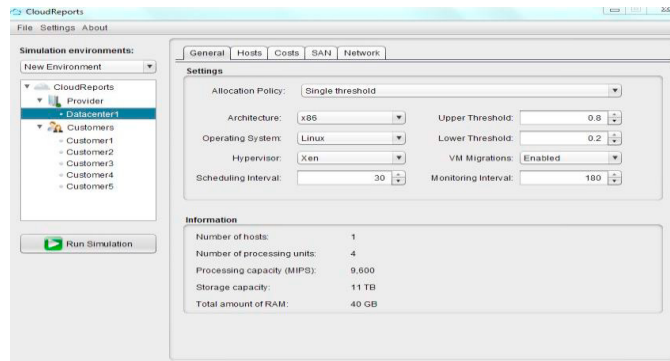 CloudReports
File Settings About
Simulation environments:
New Environment
CloudReports
Provider
Datacenter1
Customers
Customer1
Customer2
Customer3
Customer4
Customer5
Run Simulation
General Hosts Costs SAN Network
Settings
Allocation Policy: Single threshold
Architecture: x86 Upper Threshold: 0.8
Operating System: Linux Lower Threshold: 0.2
Hypervisor: Xen VM Migrations: Enabled
Scheduling Interval: 30 Monitoring Interval: 180
Information
Number of hosts: 1
Number of processing units: 4
Processing capacity (MIPS): 9,600
Storage capacity: 11 TB
Total amount of RAM: 40 GB